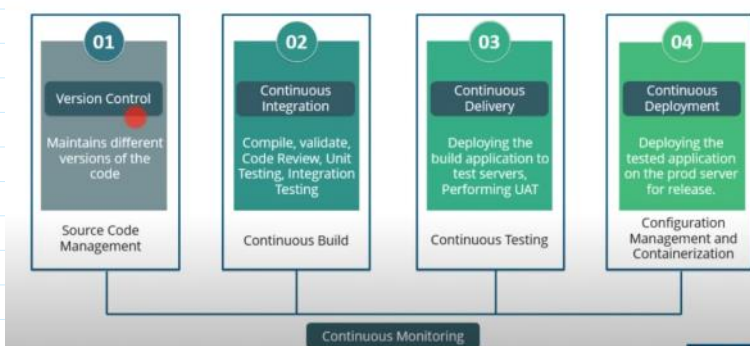 01
Version Control
Maintains different
versions of the
code
Source Code
Management
02
Continuous
Integration
Compile, validate,
Code Review, Unit
Testing, Integration
Testing
Continuous Build
03
Continuous
Delivery
Deploying the
build application to
test servers,
Performing UAT
Continuous Testing
04
Continuous
Deployment
Deploying the
tested application
on the prod server
for release.
Configuration
Management and
Containerization
Continuous Monitoring